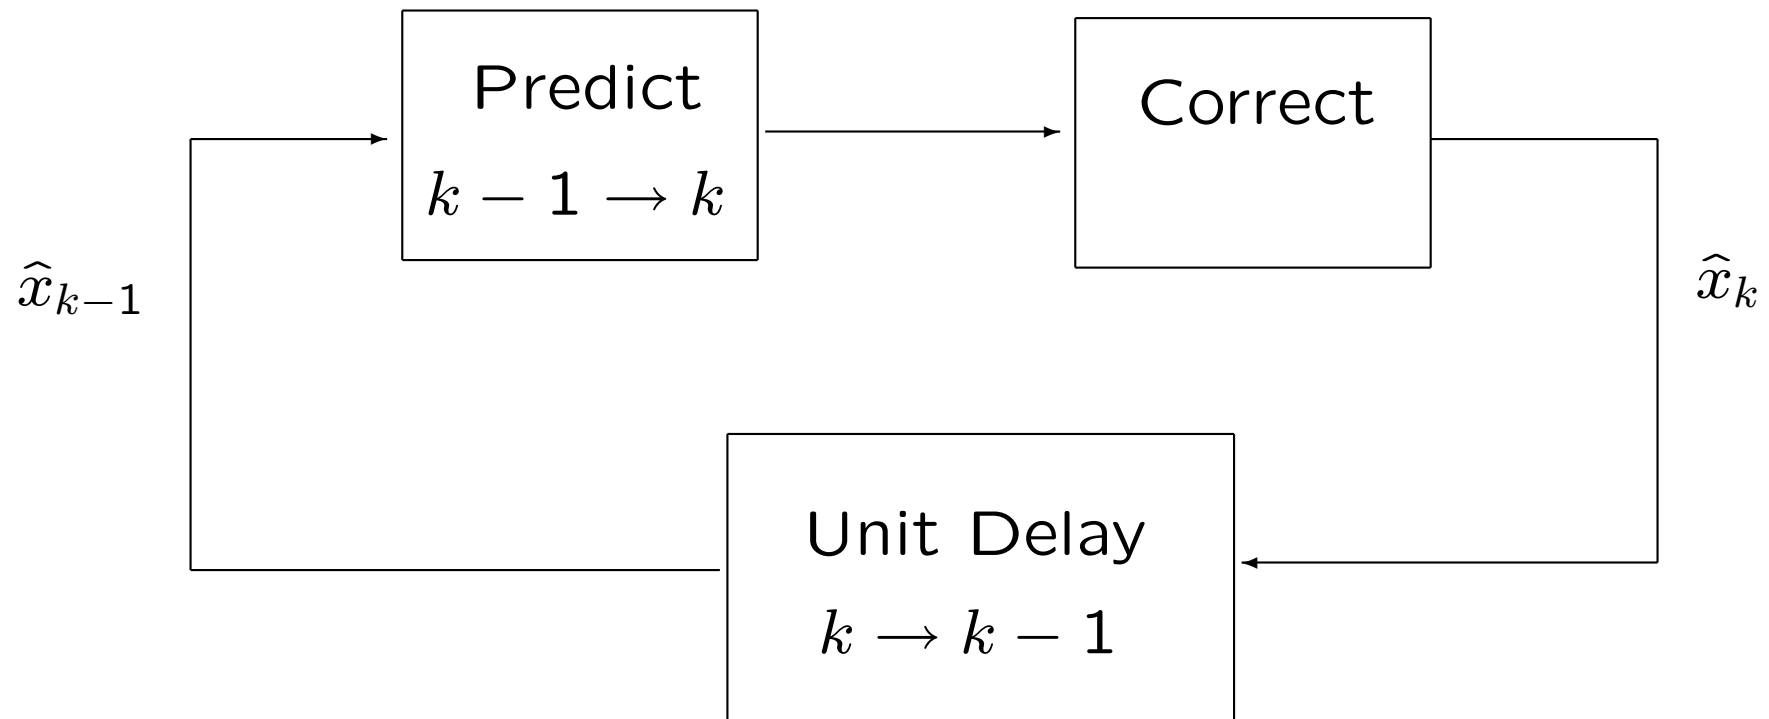 Predict
k − 1 → k
Correct
x̂ₖ₋₁
x̂ₖ
Unit Delay
k → k − 1